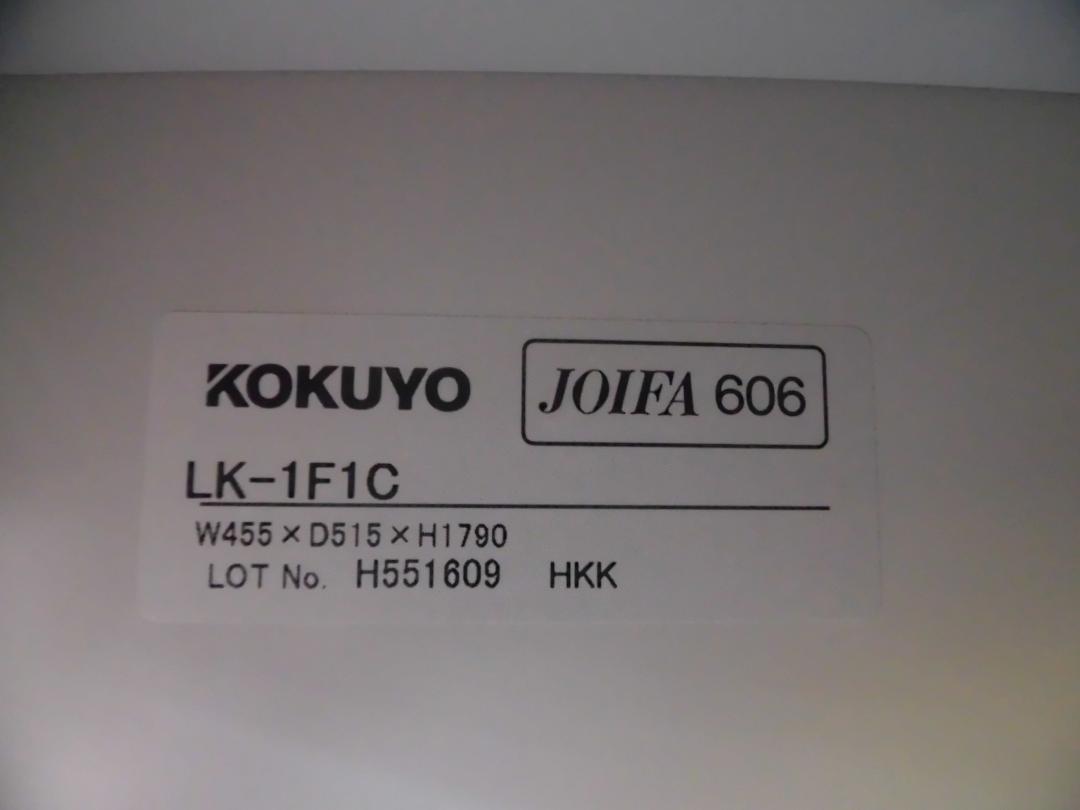 KOKUYO JOIFA 606
LK-1F1C
W455×D515×H1790
LOT No. H551609 HKK